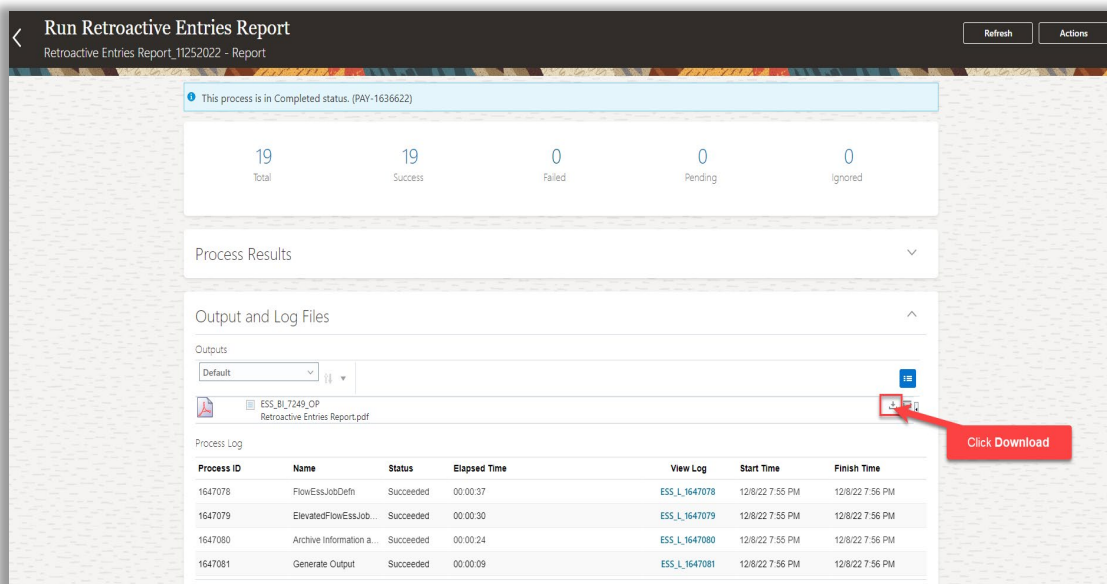 Run Retroactive Entries Report
Retroactive Entries Report_11252022 - Report
Refresh
Actions
This process is in Completed status. (PAY-1636622)
19 19 0 0 0
Total Success Failed Pending Ignored
Process Results
Output and Log Files
Outputs
Default
ESS_BI_7249_OP
Retroactive Entries Report.pdf
Click Download
Process Log
Process ID Name Status Elapsed Time View Log Start Time Finish Time
1647078 FlowEssJobDefn Succeeded 00:00:37 ESS_L_1647078 12/8/22 7:55 PM 12/8/22 7:56 PM
1647079 ElevatedFlowEssJob... Succeeded 00:00:30 ESS_L_1647079 12/8/22 7:55 PM 12/8/22 7:56 PM
1647080 Archive Information a... Succeeded 00:00:24 ESS_L_1647080 12/8/22 7:55 PM 12/8/22 7:56 PM
1647081 Generate Output Succeeded 00:00:09 ESS_L_1647081 12/8/22 7:56 PM 12/8/22 7:56 PM